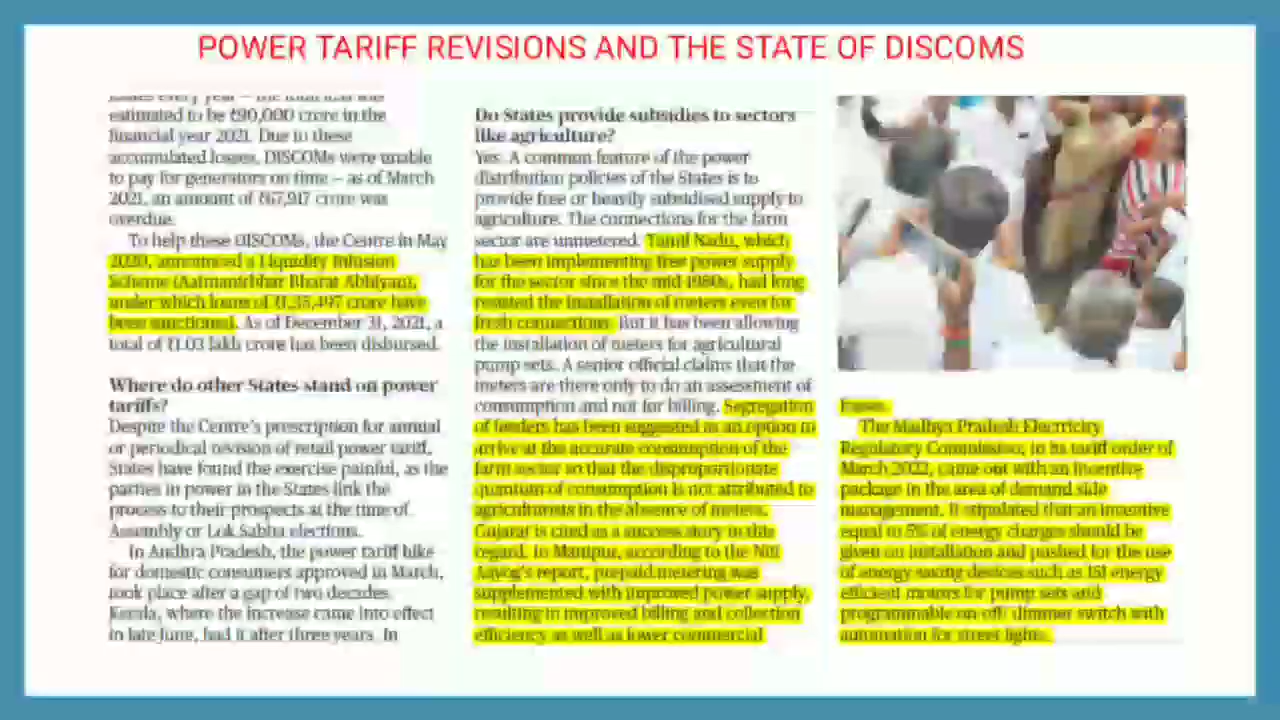 POWER TARIFF REVISIONS AND THE STATE OF DISCOMS
losses every year — the total loss was
estimated to be ₹90,000 crore in the
financial year 2021. Due to these
accumulated losses, DISCOMs were unable
to pay for generators on time — as of March
2021, an amount of ₹67,917 crore was
overdue.
To help these DISCOMs, the Centre in May
2020, announced a Liquidity Infusion
Scheme (Aatmanirbhar Bharat Abhiyan),
under which loans of ₹1,35,497 crore have
been sanctioned. As of December 31, 2021, a
total of ₹1.03 lakh crore has been disbursed.
Where do other States stand on power
tariffs?
Despite the Centre's prescription for annual
or periodical revision of retail power tariff,
States have found the exercise painful, as the
parties in power in the States link the
process to their prospects at the time of
Assembly or Lok Sabha elections.
In Andhra Pradesh, the power tariff hike
for domestic consumers approved in March,
took place after a gap of two decades.
Kerala, where the increase came into effect
in late June, had it after three years. In
Do States provide subsidies to sectors
like agriculture?
Yes. A common feature of the power
distribution policies of the States is to
provide free or heavily subsidised supply to
agriculture. The connections for the farm
sector are unmetered. Tamil Nadu, which
has been implementing free power supply
for the sector since the mid-1980s, had long
resisted the installation of meters even for
fresh connections. But it has been allowing
the installation of meters for agricultural
pump sets. A senior official claims that the
meters are there only to do an assessment of
consumption and not for billing. Segregation
of feeders has been suggested as an option to
arrive at the accurate consumption of the
farm sector so that the disproportionate
quantum of consumption is not attributed to
agriculturists in the absence of meters.
Gujarat is cited as a success story in this
regard. In Manipur, according to the Niti
Aayog's report, prepaid metering was
supplemented with improved power supply,
resulting in improved billing and collection
efficiency as well as lower commercial
losses.
The Madhya Pradesh Electricity
Regulatory Commission, in its tariff order of
March 2022, came out with an incentive
package in the area of demand side
management. It stipulated that an incentive
equal to 5% of energy charges should be
given on installation and pushed for the use
of energy saving devices such as ISI energy
efficient motors for pump sets and
programmable on-off/ dimmer switch with
automation for street lights.